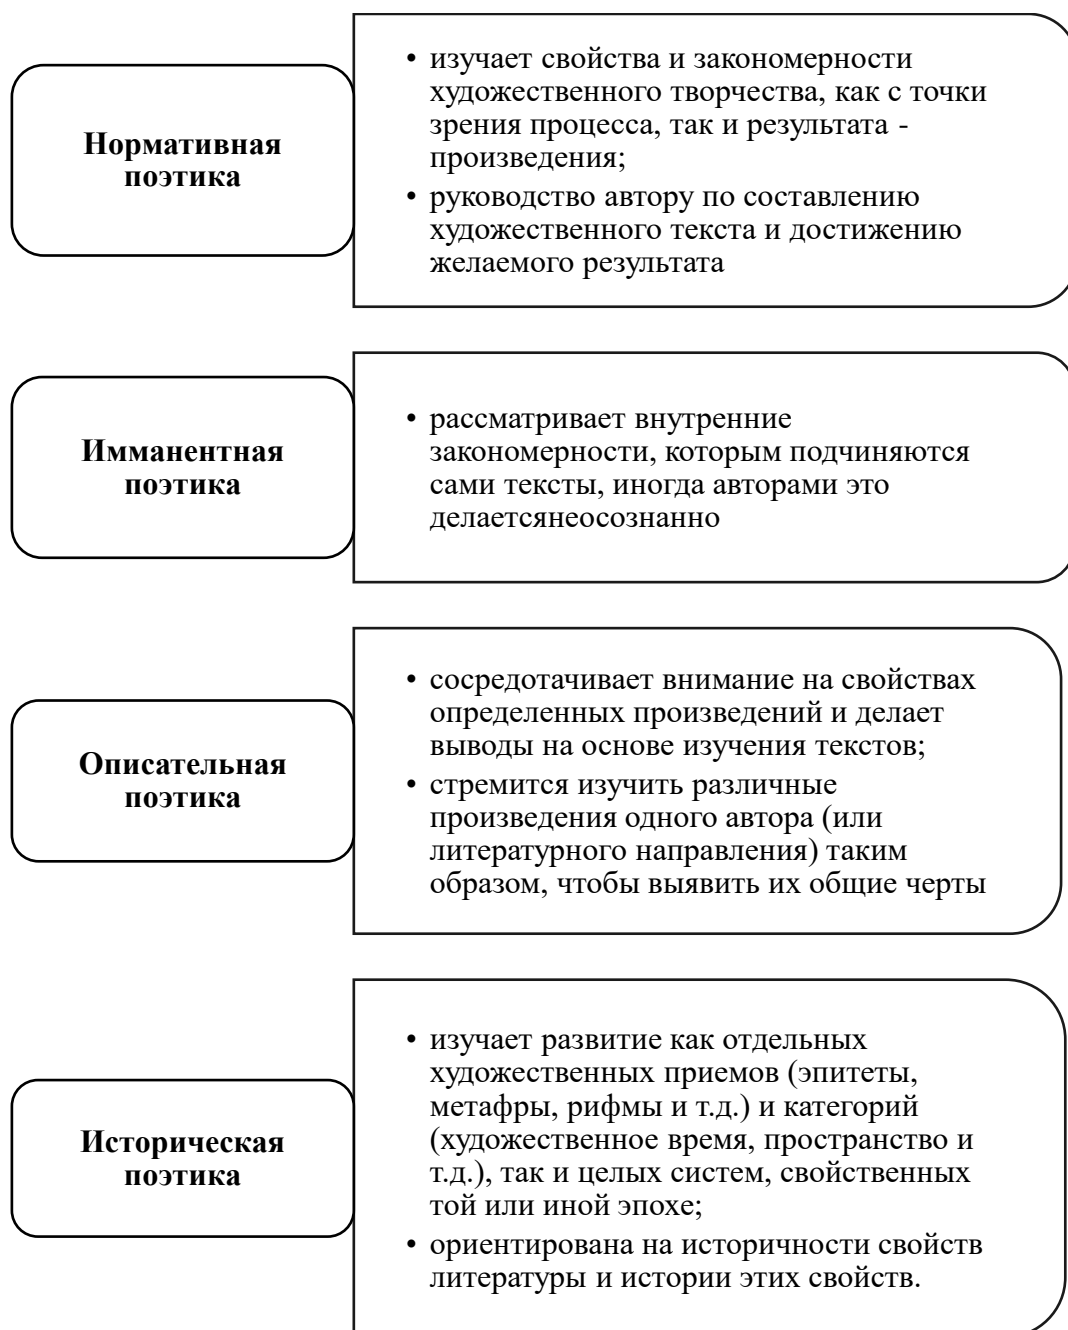 Нормативная
поэтика
• изучает свойства и закономерности
художественного творчества, как с точки
зрения процесса, так и результата -
произведения;
• руководство автору по составлению
художественного текста и достижению
желаемого результата
Имманентная
поэтика
• рассматривает внутренние
закономерности, которым подчиняются
сами тексты, иногда авторами это
делаетсянеосознанно
Описательная
поэтика
• сосредотачивает внимание на свойствах
определенных произведений и делает
выводы на основе изучения текстов;
• стремится изучить различные
произведения одного автора (или
литературного направления) таким
образом, чтобы выявить их общие черты
Историческая
поэтика
• изучает развитие как отдельных
художественных приемов (эпитеты,
метафры, рифмы и т.д.) и категорий
(художественное время, пространство и
т.д.), так и целых систем, свойственных
той или иной эпохе;
• ориентирована на историчности свойств
литературы и истории этих свойств.